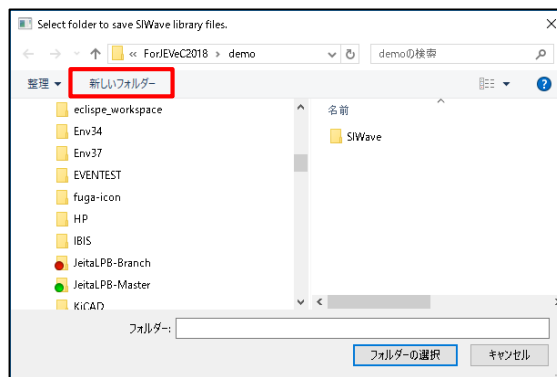 Select folder to save SIWave library files.
« ForJEVeC2018 › demo
demoの検索
整理
新しいフォルダー
名前
eclispe_workspace
Env34
Env37
EVENTEST
fuga-icon
HP
IBIS
JeitaLPB-Branch
JeitaLPB-Master
KiCAD
SIWave
フォルダー:
フォルダーの選択
キャンセル